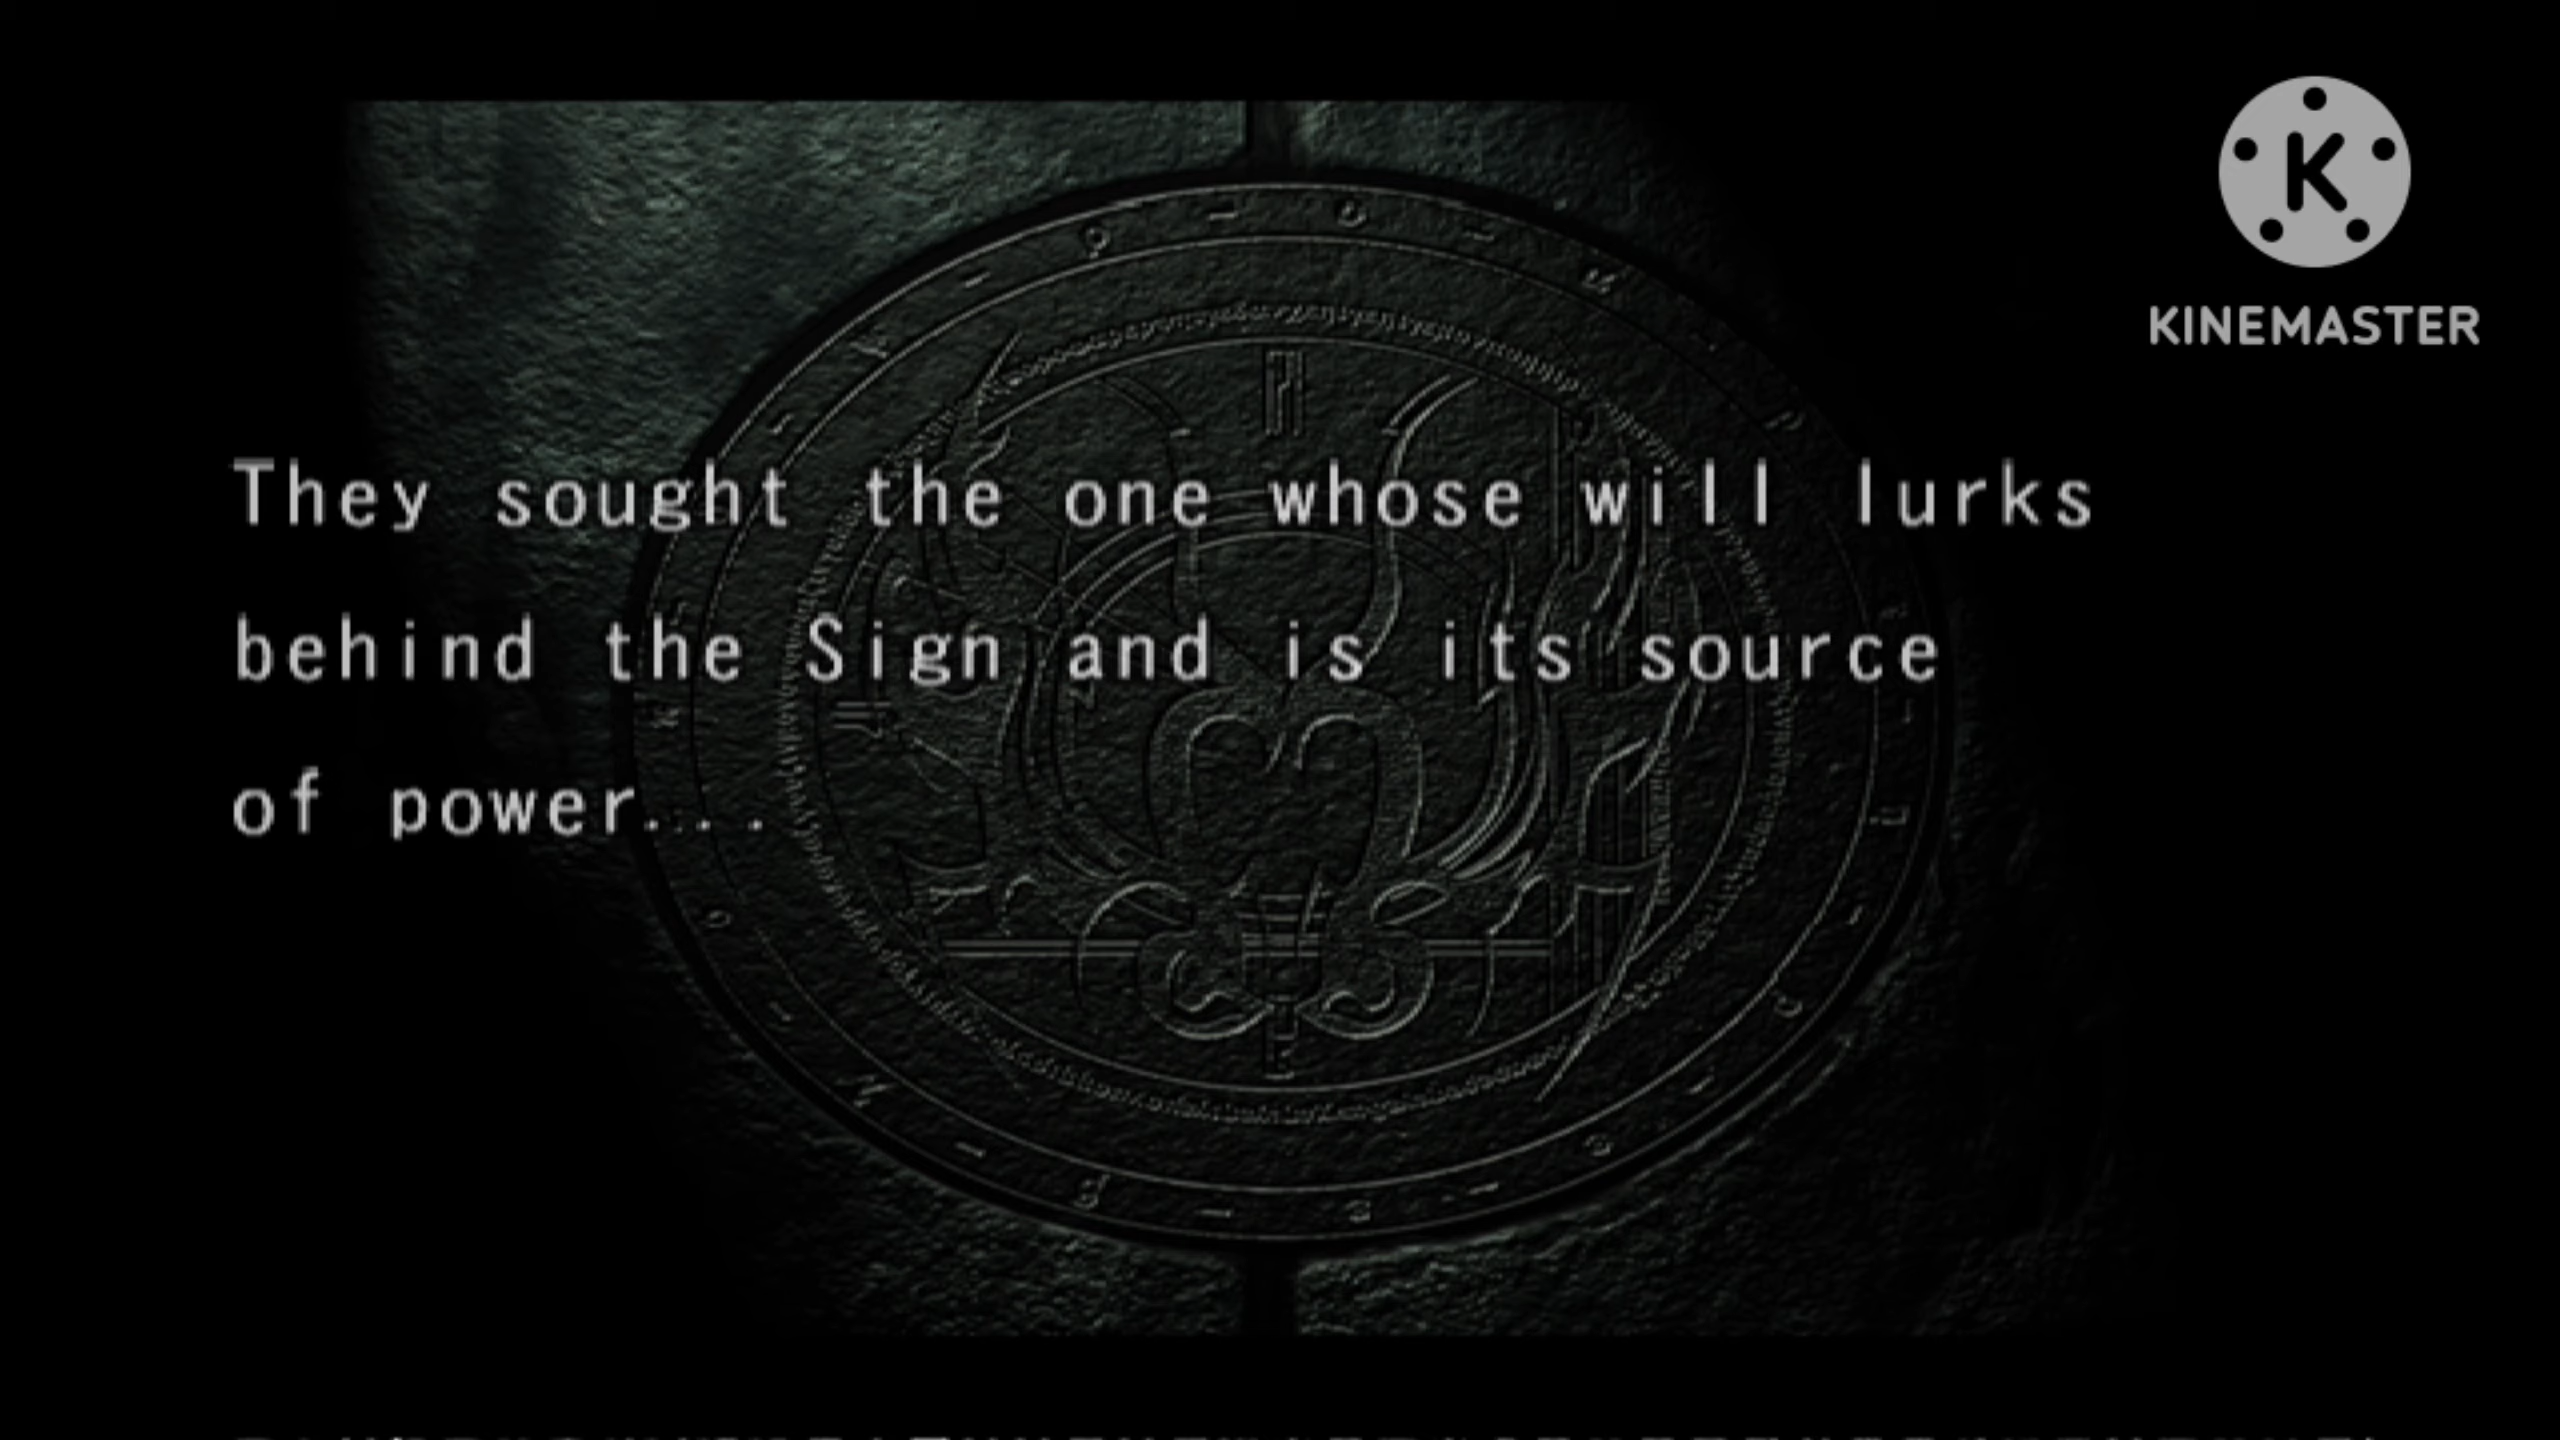 KINEMASTER
They sought the one whose will lurks
behind the Sign and is its source
of power...